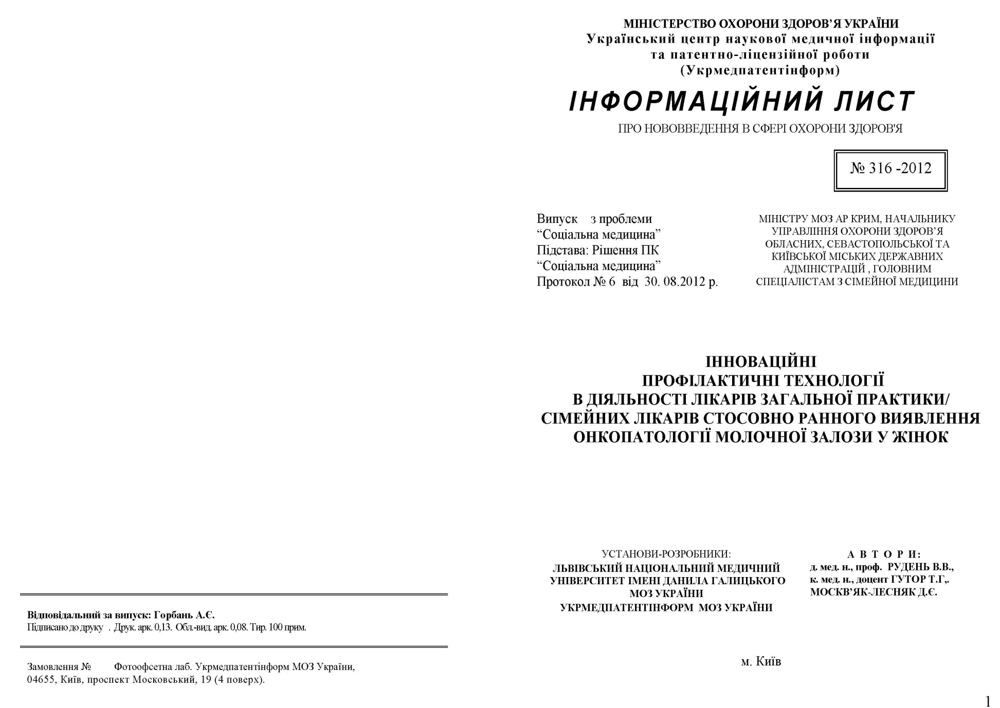 МІНІСТЕРСТВО ОХОРОНИ ЗДОРОВ’Я УКРАЇНИ
Український центр наукової медичної інформації
та патентно-ліцензійної роботи
(Укрмедпатентінформ)
ІНФОРМАЦІЙНИЙ ЛИСТ
ПРО НОВОВВЕДЕННЯ В СФЕРІ ОХОРОНИ ЗДОРОВ'Я
№ 316 -2012
Випуск з проблеми
“Соціальна медицина”
Підстава: Рішення ПК
“Соціальна медицина”
Протокол № 6 від 30. 08.2012 р.
МІНІСТРУ МОЗ АР КРИМ, НАЧАЛЬНИКУ
УПРАВЛІННЯ ОХОРОНИ ЗДОРОВ’Я
ОБЛАСНИХ, СЕВАСТОПОЛЬСЬКОЇ ТА
КИЇВСЬКОЇ МІСЬКИХ ДЕРЖАВНИХ
АДМІНІСТРАЦІЙ , ГОЛОВНИМ
СПЕЦІАЛІСТАМ З СІМЕЙНОЇ МЕДИЦИНИ
ІННОВАЦІЙНІ
ПРОФІЛАКТИЧНІ ТЕХНОЛОГІЇ
В ДІЯЛЬНОСТІ ЛІКАРІВ ЗАГАЛЬНОЇ ПРАКТИКИ/
СІМЕЙНИХ ЛІКАРІВ СТОСОВНО РАННОГО ВИЯВЛЕННЯ
ОНКОПАТОЛОГІЇ МОЛОЧНОЇ ЗАЛОЗИ У ЖІНОК
УСТАНОВИ-РОЗРОБНИКИ:
ЛЬВІВСЬКИЙ НАЦІОНАЛЬНИЙ МЕДИЧНИЙ
УНІВЕРСИТЕТ ІМЕНІ ДАНИЛА ГАЛИЦЬКОГО
МОЗ УКРАЇНИ
УКРМЕДПАТЕНТІНФОРМ МОЗ УКРАЇНИ
А В Т О Р И:
д. мед. н., проф. РУДЕНЬ В.В.,
к. мед. н., доцент ГУТОР Т.Г,.
МОСКВ’ЯК-ЛЕСНЯК Д.Є.
м. Київ
1
Відповідальний за випуск: Горбань А.Є.
Підписано до друку . Друк. арк. 0,13. Обл.-вид. арк. 0,08. Тир. 100 прим.
Замовлення № Фотоофсетна лаб. Укрмедпатентінформ МОЗ України,
04655, Київ, проспект Московський, 19 (4 поверх).